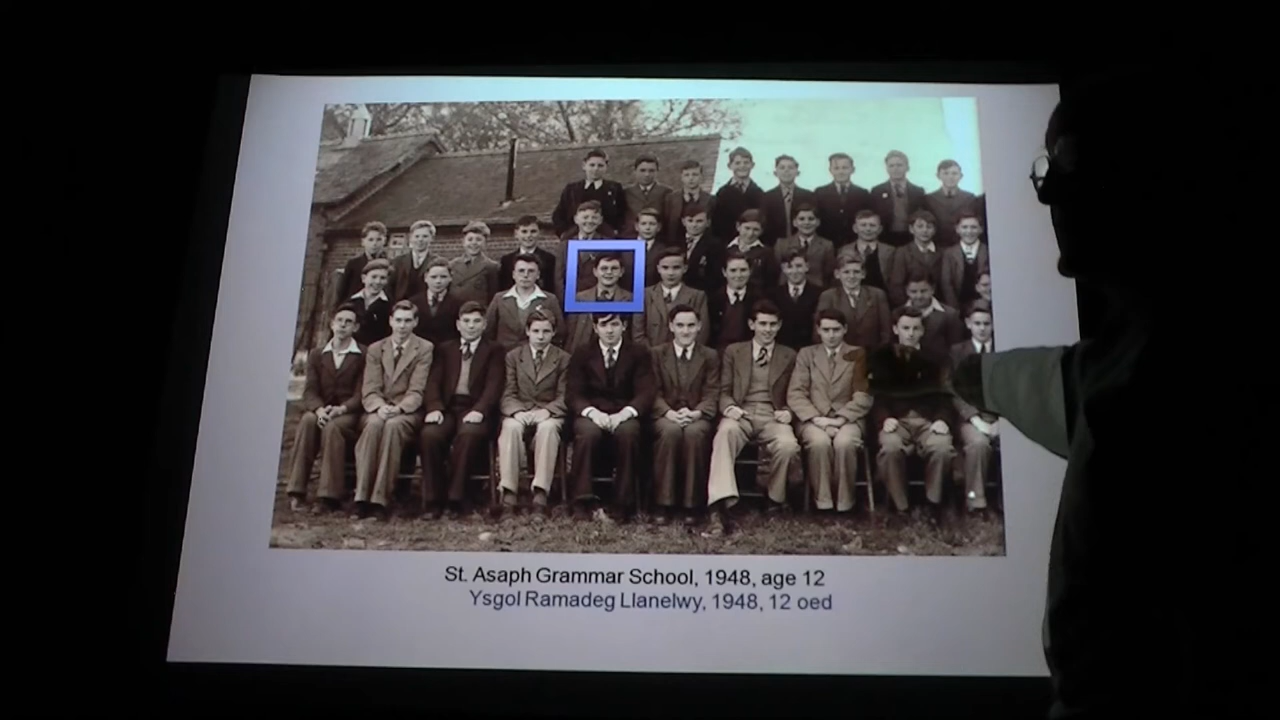 St. Asaph Grammar School, 1948, age 12
Ysgol Ramadeg Llanelwy, 1948, 12 oed